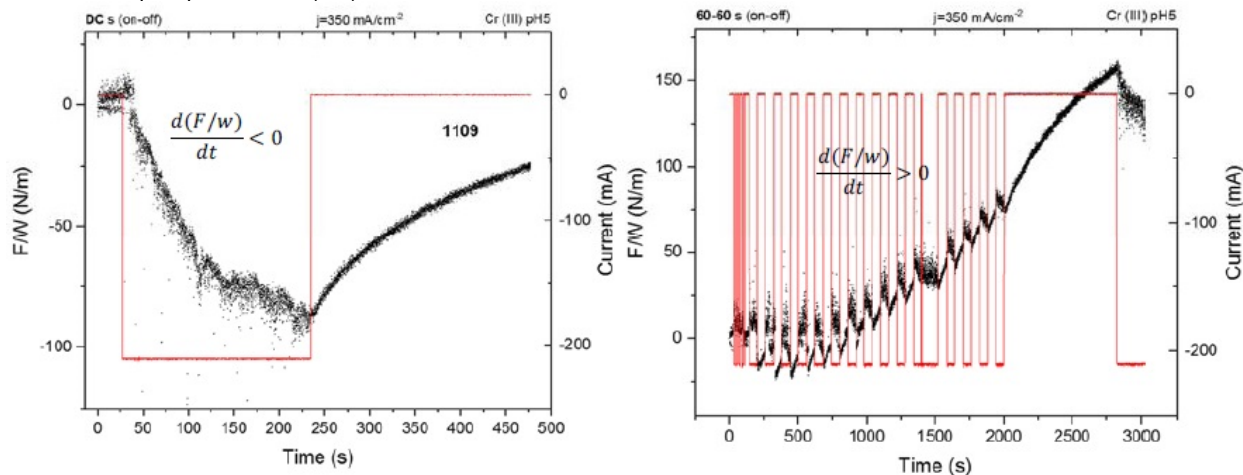 DC s (on-off) j=350 mA/cm⁻² Cr (III) pH5
d(F/w)/dt < 0
1109
0
-50
-100
F/W (N/m)
0
-100
-200
Current (mA)
0 50 100 150 200 250 300 350 400 450 500
Time (s)
60-60 s (on-off) j=350 mA/cm⁻² Cr (III) pH5
d(F/w)/dt > 0
150
100
50
0
F/W (N/m)
0
-100
-200
Current (mA)
0 500 1000 1500 2000 2500 3000
Time (s)